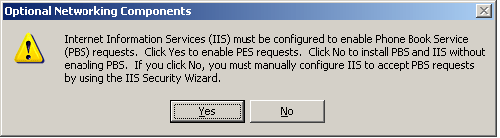 Optional Networking Components
Internet Information Services (IIS) must be configured to enable Phone Book Service
(PBS) requests. Click Yes to enable PES requests. Click No to install PBS and IIS without
enabling PBS. If you click No, you must manually configure IIS to accept PBS requests
by using the IIS Security Wizard.
Yes
No